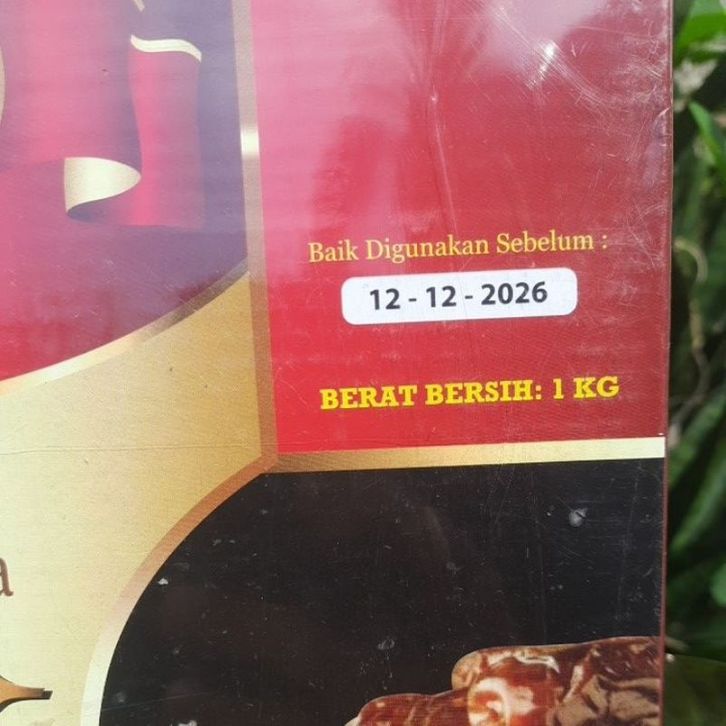 Baik Digunakan Sebelum :
12 - 12 - 2026
BERAT BERSIH: 1 KG
a